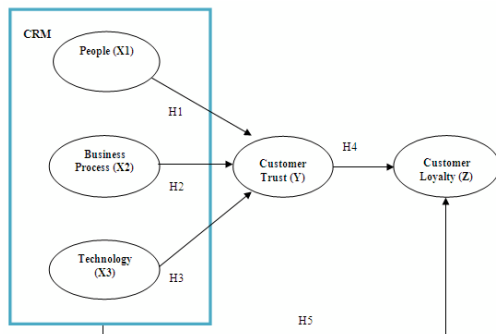 CRM
People (X1)
H1
Business
Process (X2)
H2
Technology
(X3)
H3
Customer
Trust (Y)
H4
Customer
Loyalty (Z)
H5